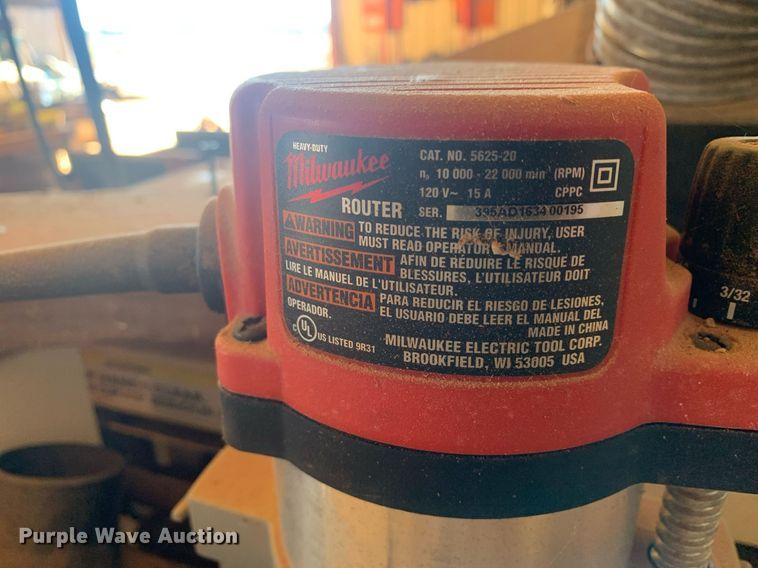 HEAVY-DUTY
Milwaukee
ROUTER
CAT. NO. 5625-20
n₀ 10 000 - 22 000 min⁻¹ (RPM)
120 V~ 15 A CPPC
SER. 395AD1634 00195
WARNING TO REDUCE THE RISK OF INJURY, USER
MUST READ OPERATOR'S MANUAL.
AVERTISSEMENT AFIN DE RÉDUIRE LE RISQUE DE
BLESSURES, L'UTILISATEUR DOIT
LIRE LE MANUEL DE L'UTILISATEUR.
ADVERTENCIA PARA REDUCIR EL RIESGO DE LESIONES,
EL USUARIO DEBE LEER EL MANUAL DEL
OPERADOR.
MADE IN CHINA
C UL US LISTED 9R31
MILWAUKEE ELECTRIC TOOL CORP.
BROOKFIELD, WI 53005 USA
3/32
Purple Wave Auction